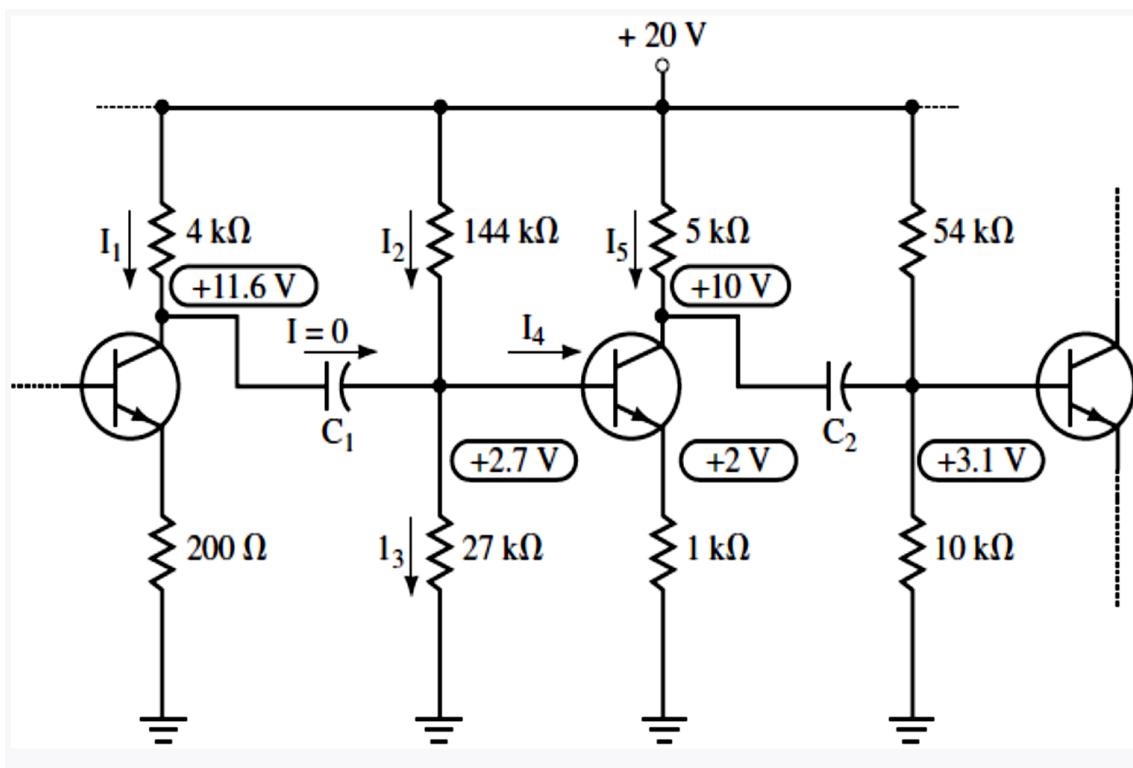 + 20 V
I₁
4 kΩ
I₂
144 kΩ
I₅
5 kΩ
54 kΩ
+11.6 V
+10 V
I = 0
I₄
C₁
C₂
+2.7 V
+2 V
+3.1 V
200 Ω
1₃
27 kΩ
1 kΩ
10 kΩ